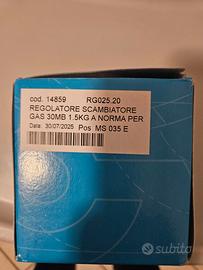 cod. 14859 RG025.20
REGOLATORE SCAMBIATORE
GAS 30MB 1.5KG A NORMA PER
Data: 30/07/2025 Pos MS 035 E
subito